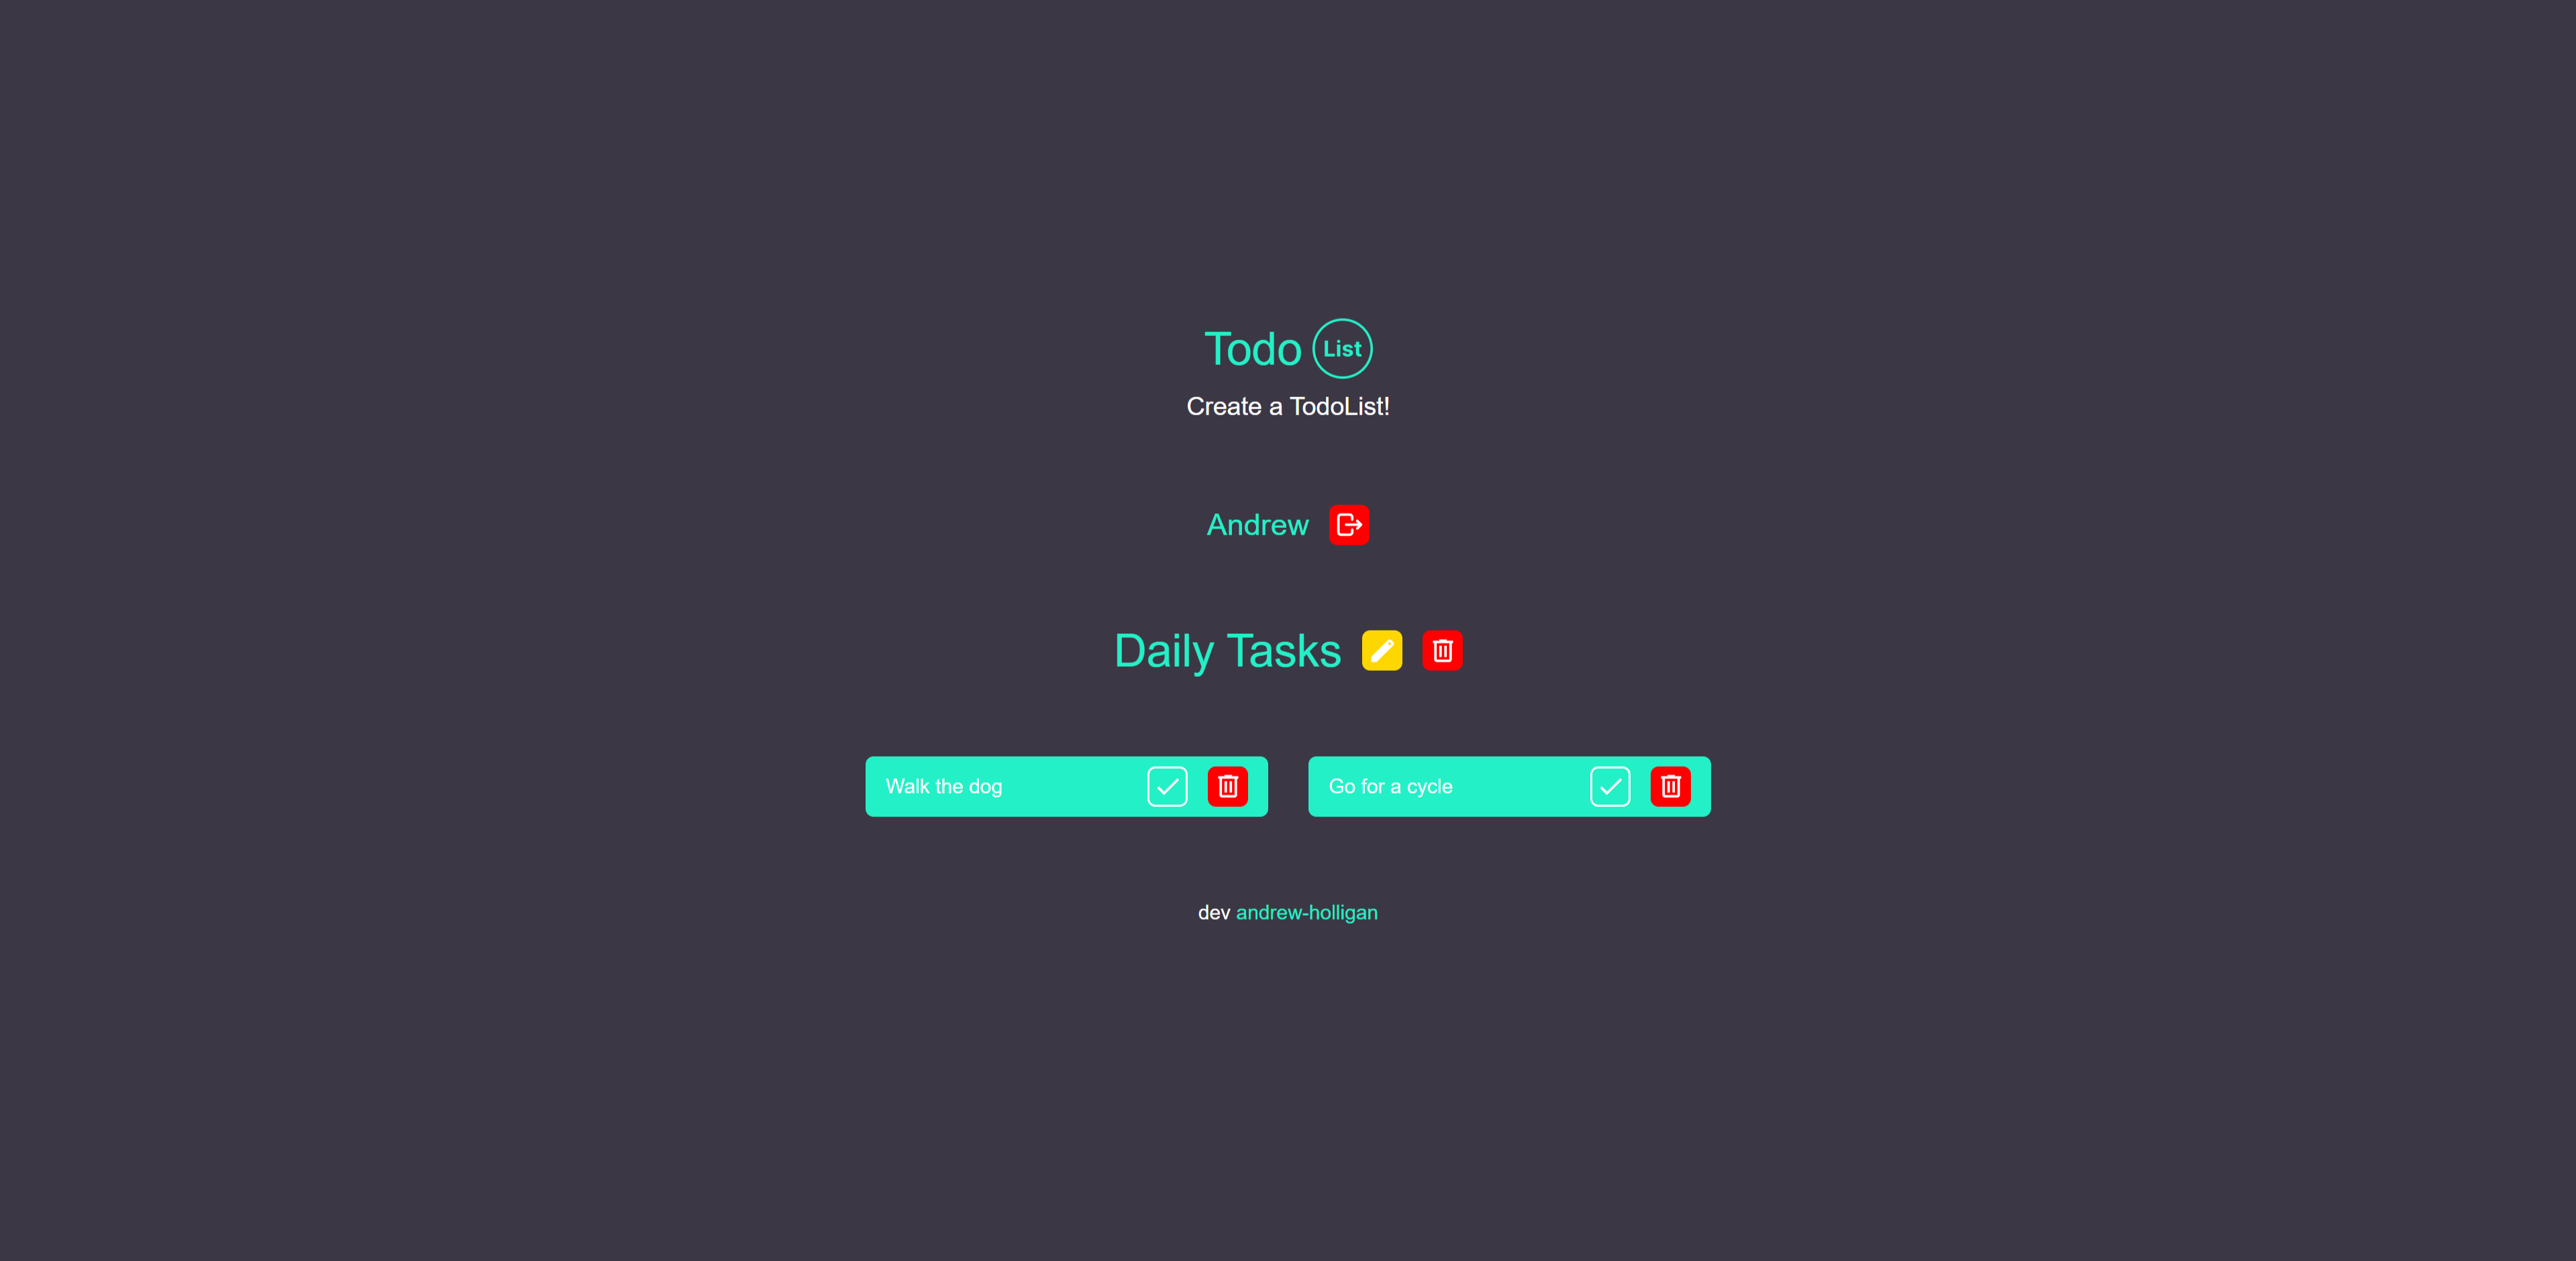 Todo List
Create a TodoList!
Andrew
Daily Tasks
Walk the dog
Go for a cycle
dev andrew-holligan